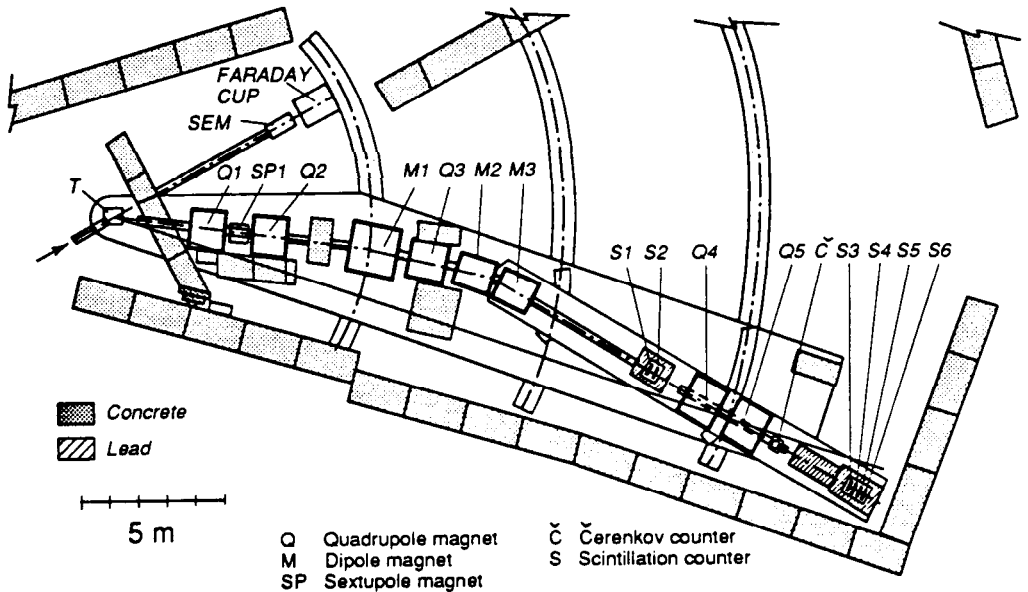 FARADAY
CUP
SEM
T
Q1 SP1 Q2
M1 Q3 M2 M3
S1 S2 Q4 Q5 Č S3 S4 S5 S6
Concrete
Lead
5 m
Q Quadrupole magnet
M Dipole magnet
SP Sextupole magnet
Č Čerenkov counter
S Scintillation counter